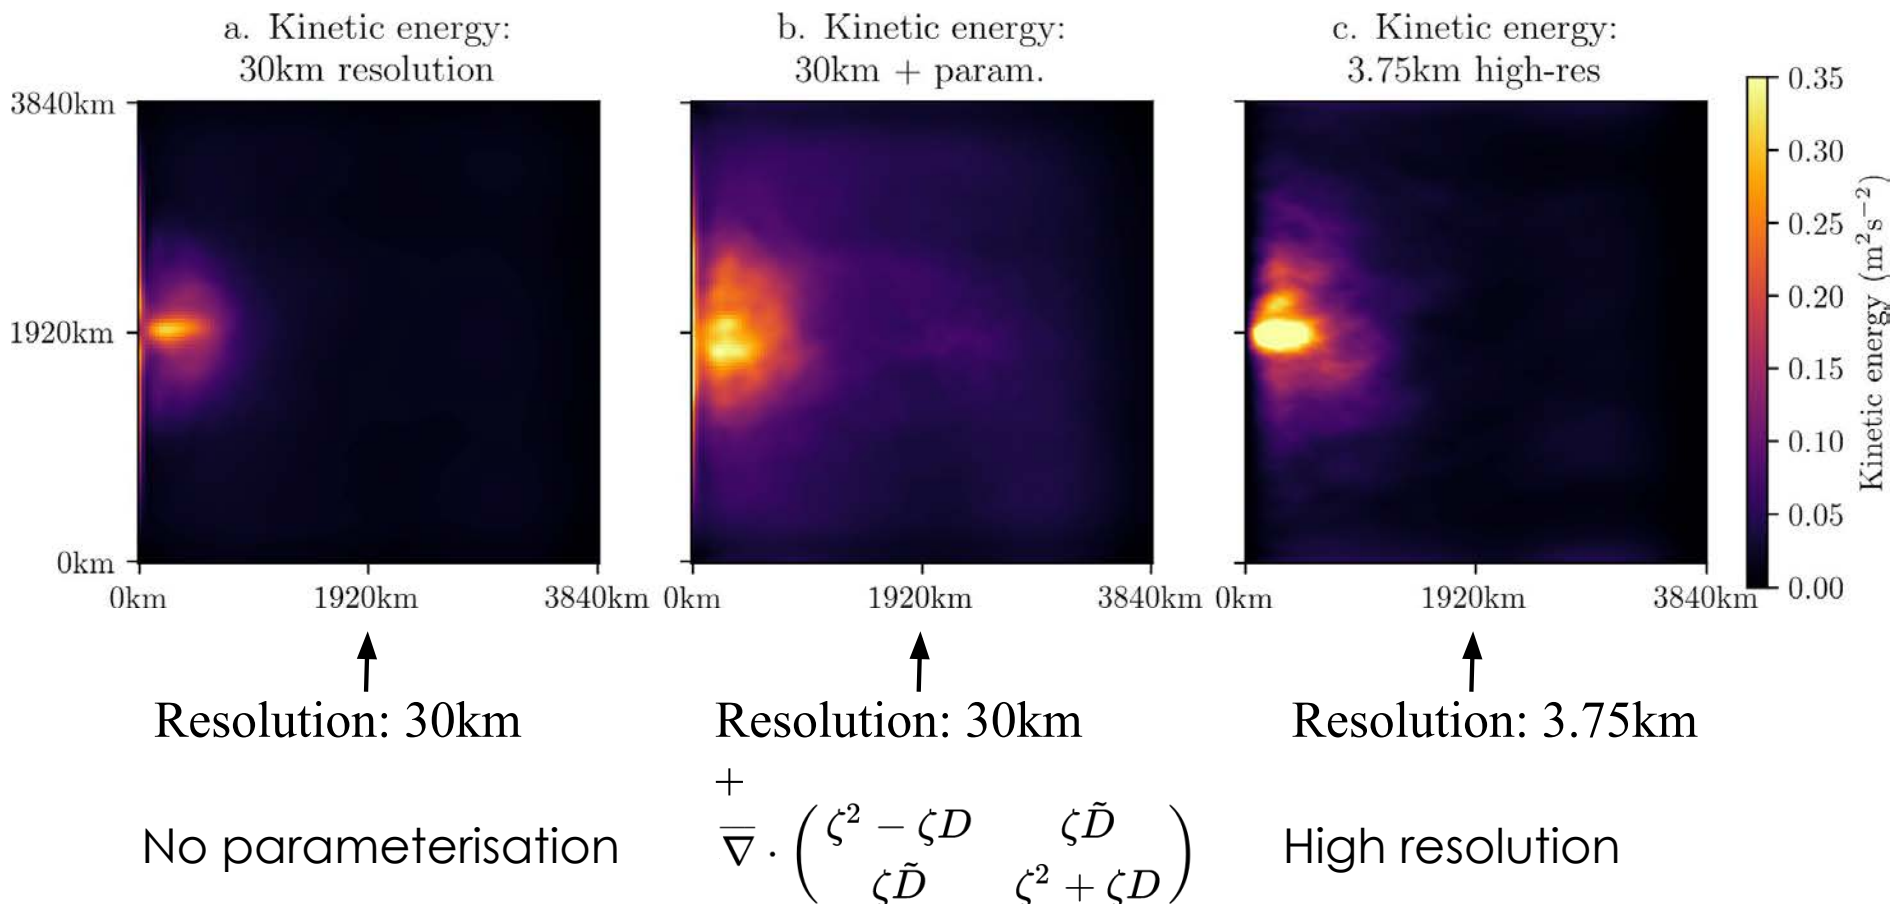 a. Kinetic energy:
30km resolution
b. Kinetic energy:
30km + param.
c. Kinetic energy:
3.75km high-res
3840km
1920km
0km
0km
1920km
3840km
0km
1920km
3840km
0km
1920km
3840km
0.35
0.30
0.25
0.20
0.15
0.10
0.05
0.00
Kinetic energy (m²s⁻²)
Resolution: 30km
Resolution: 30km
Resolution: 3.75km
No parameterisation
+
∇̅ · ( ζ² − ζD   ζD̃
ζD̃   ζ² + ζD )
High resolution